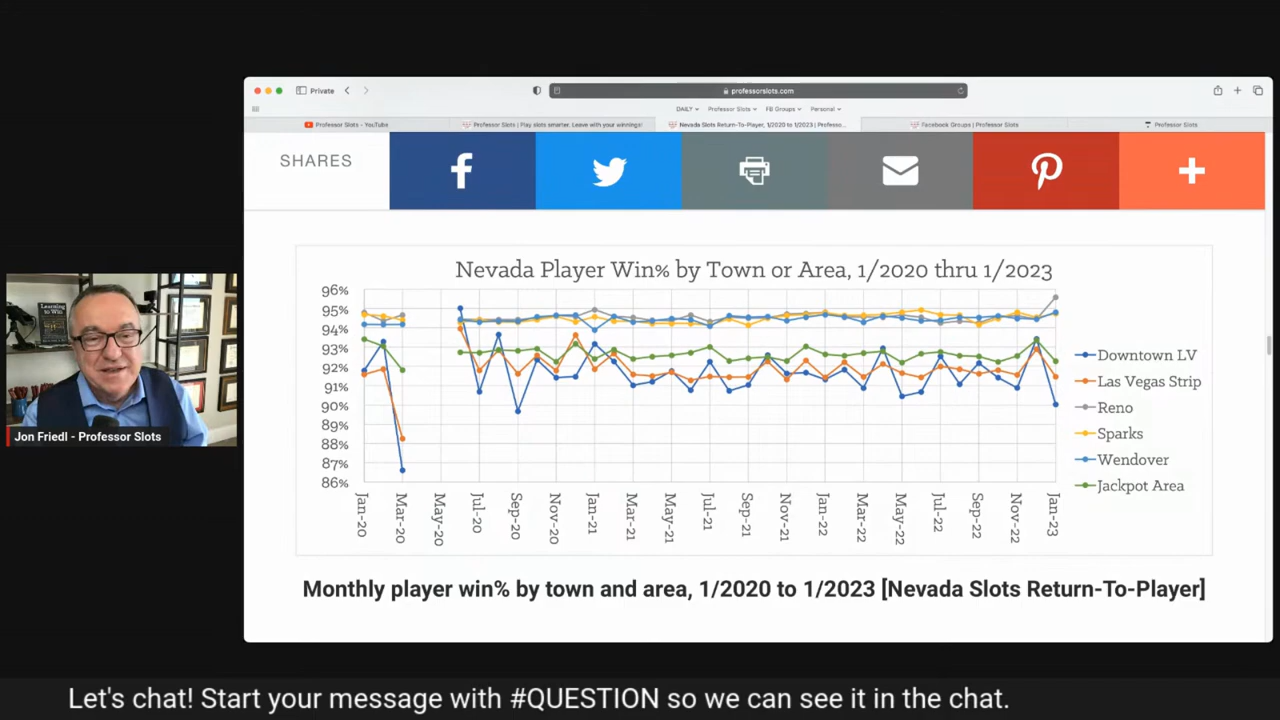 Private
professorslots.com
DAILY
Professor Slots
FB Groups
Personal
Professor Slots - YouTube
Professor Slots | Play slots smarter. Leave with your winnings!
Nevada Slots Return-To-Player, 1/2020 to 1/2023 | Professo...
Facebook Groups | Professor Slots
Professor Slots
SHARES
Nevada Player Win% by Town or Area, 1/2020 thru 1/2023
96%
95%
94%
93%
92%
91%
90%
89%
88%
87%
86%
Jan-20
Mar-20
May-20
Jul-20
Sep-20
Nov-20
Jan-21
Mar-21
May-21
Jul-21
Sep-21
Nov-21
Jan-22
Mar-22
May-22
Jul-22
Sep-22
Nov-22
Jan-23
Downtown LV
Las Vegas Strip
Reno
Sparks
Wendover
Jackpot Area
Monthly player win% by town and area, 1/2020 to 1/2023 [Nevada Slots Return-To-Player]
Learning
to Win
Jon Friedl - Professor Slots
Let's chat! Start your message with #QUESTION so we can see it in the chat.